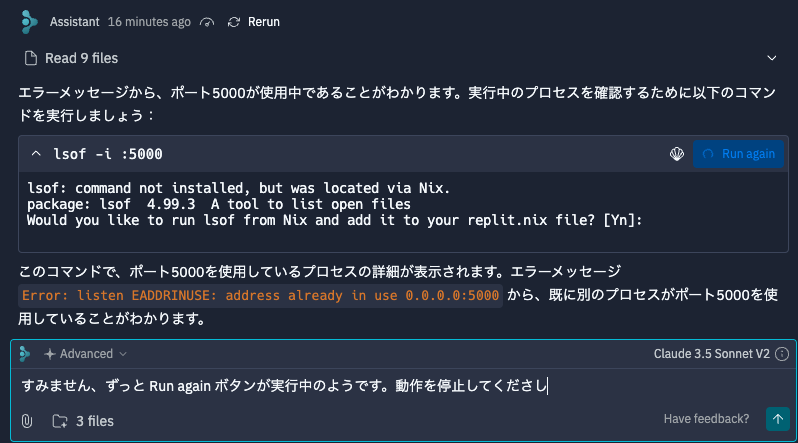 Assistant 16 minutes ago Rerun
Read 9 files
エラーメッセージから、ポート5000が使用中であることがわかります。実行中のプロセスを確認するために以下のコマン
ドを実行しましょう：
lsof -i :5000 Run again
lsof: command not installed, but was located via Nix.
package: lsof 4.99.3 A tool to list open files
Would you like to run lsof from Nix and add it to your replit.nix file? [Yn]:
このコマンドで、ポート5000を使用しているプロセスの詳細が表示されます。エラーメッセージ
Error: listen EADDRINUSE: address already in use 0.0.0.0:5000 から、既に別のプロセスがポート5000を使
用していることがわかります。
Advanced Claude 3.5 Sonnet V2
すみません、ずっと Run again ボタンが実行中のようです。動作を停止してくださし
3 files Have feedback?